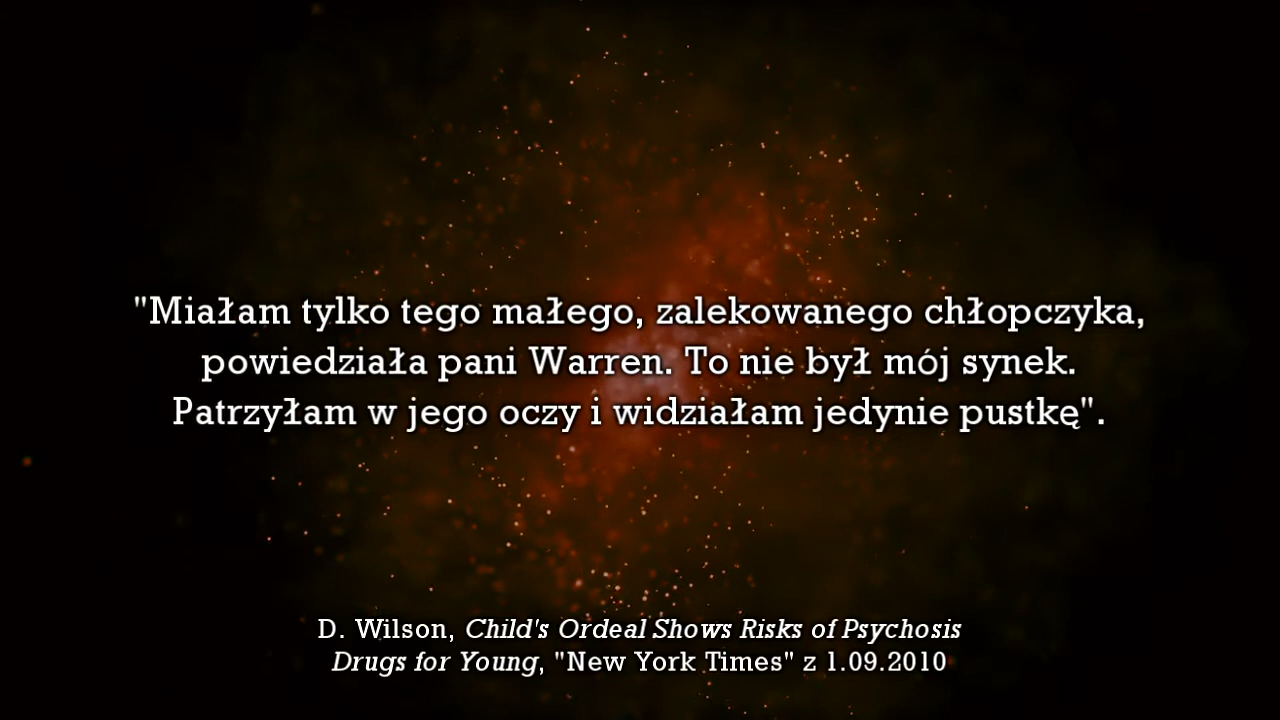 "Miałam tylko tego małego, zalekowanego chłopczyka,
powiedziała pani Warren. To nie był mój synek.
Patrzyłam w jego oczy i widziałam jedynie pustkę".
D. Wilson, Child's Ordeal Shows Risks of Psychosis
Drugs for Young, "New York Times" z 1.09.2010